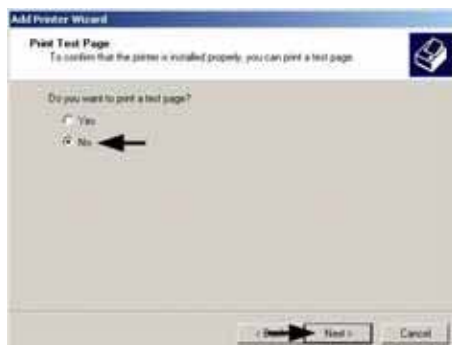 Add Printer Wizard
Print Test Page
To confirm that the printer is installed properly, you can print a test page.
Do you want to print a test page?
Yes
No
< Back Next > Cancel